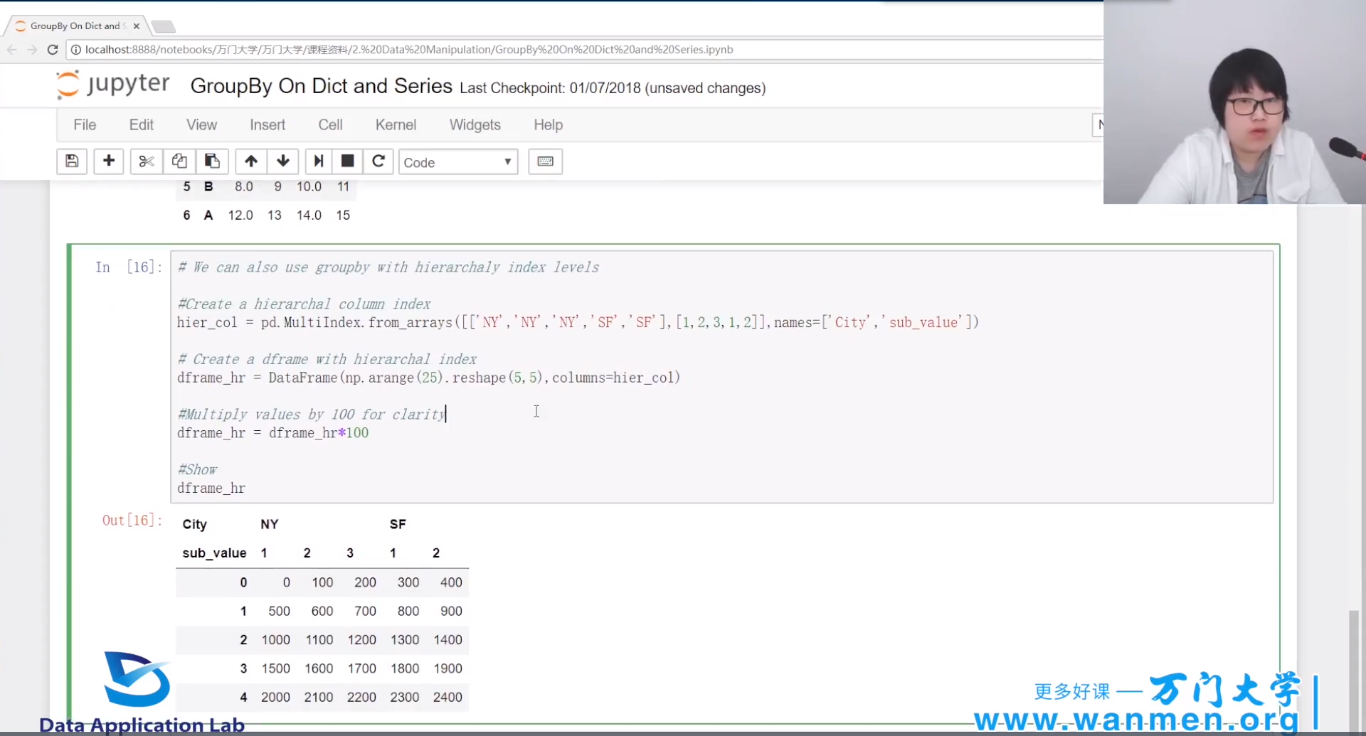 GroupBy On Dict and S
localhost:8888/notebooks/万门大学/万门大学/课程资料/2.%20Data%20Manipulation/GroupBy%20On%20Dict%20and%20Series.ipynb
jupyter GroupBy On Dict and Series Last Checkpoint: 01/07/2018 (unsaved changes)
File Edit View Insert Cell Kernel Widgets Help
Code
5 B 8.0 9 10.0 11
6 A 12.0 13 14.0 15
In [16]: # We can also use groupby with hierarchaly index levels
#Create a hierarchal column index
hier_col = pd.MultiIndex.from_arrays([['NY','NY','NY','SF','SF'],[1,2,3,1,2]],names=['City','sub_value'])
# Create a dframe with hierarchal index
dframe_hr = DataFrame(np.arange(25).reshape(5,5),columns=hier_col)
#Multiply values by 100 for clarity
dframe_hr = dframe_hr*100
#Show
dframe_hr
Out[16]: City NY SF
sub_value 1 2 3 1 2
0 0 100 200 300 400
1 500 600 700 800 900
2 1000 1100 1200 1300 1400
3 1500 1600 1700 1800 1900
4 2000 2100 2200 2300 2400
Data Application Lab
更多好课 — 万门大学
www.wanmen.org